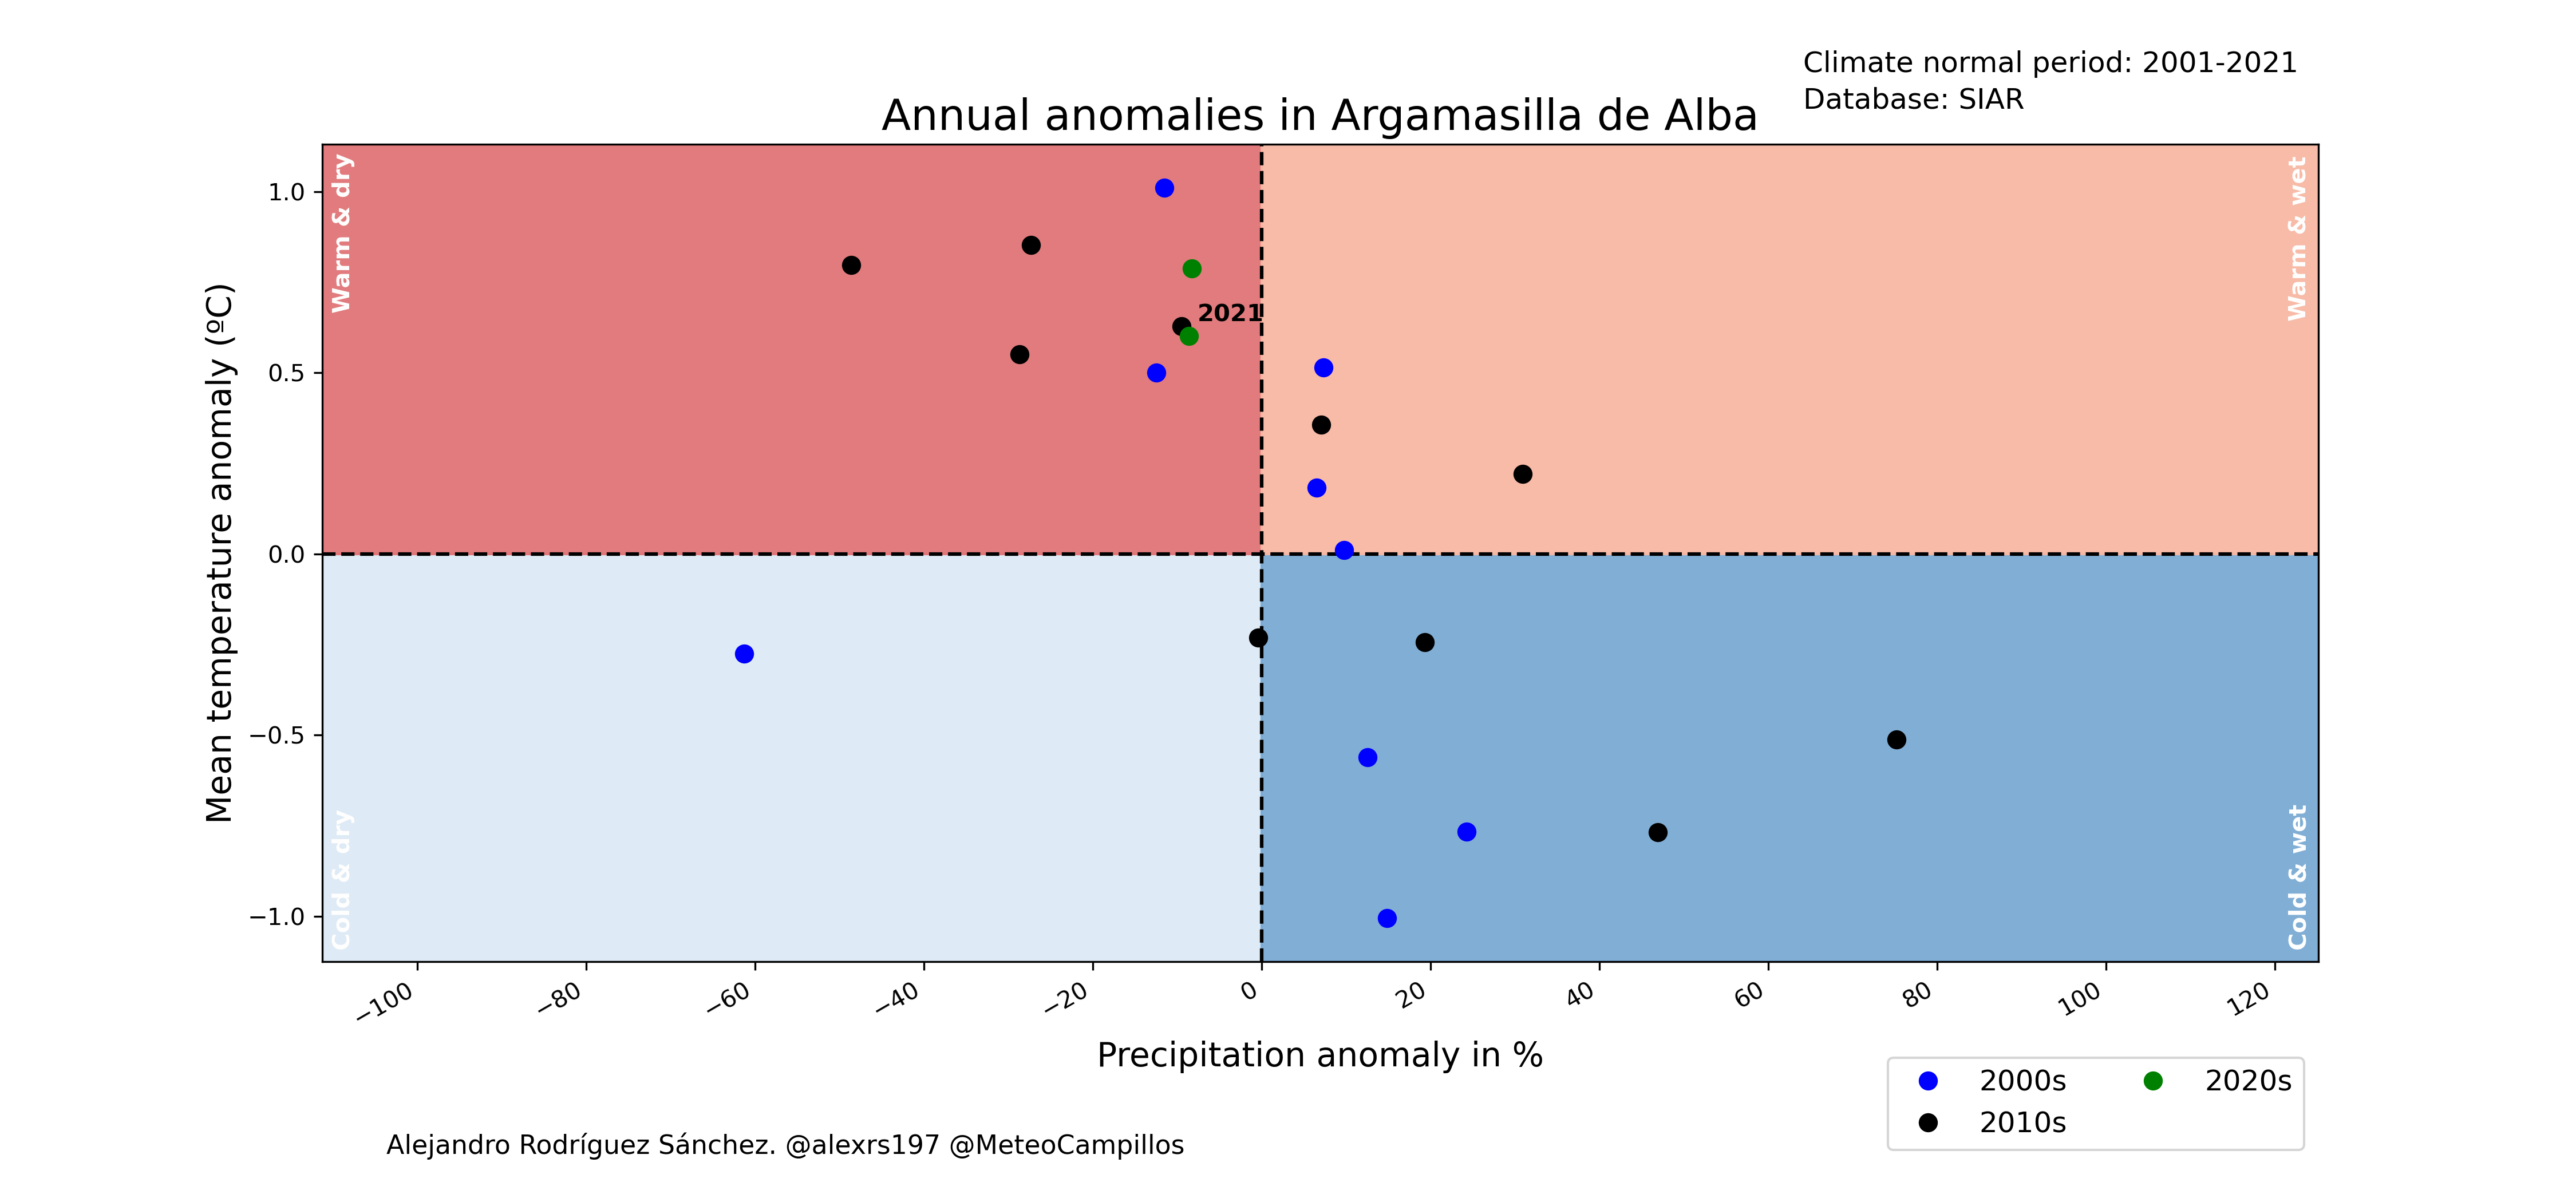 Climate normal period: 2001-2021
Database: SIAR
Annual anomalies in Argamasilla de Alba
Warm & dry
Warm & wet
1.0
0.5
0.0
−0.5
−1.0
Mean temperature anomaly (ºC)
2021
Cold & dry
Cold & wet
−100
−80
−60
−40
−20
0
20
40
60
80
100
120
Precipitation anomaly in %
2000s
2010s
2020s
Alejandro Rodríguez Sánchez. @alexrs197 @MeteoCampillos